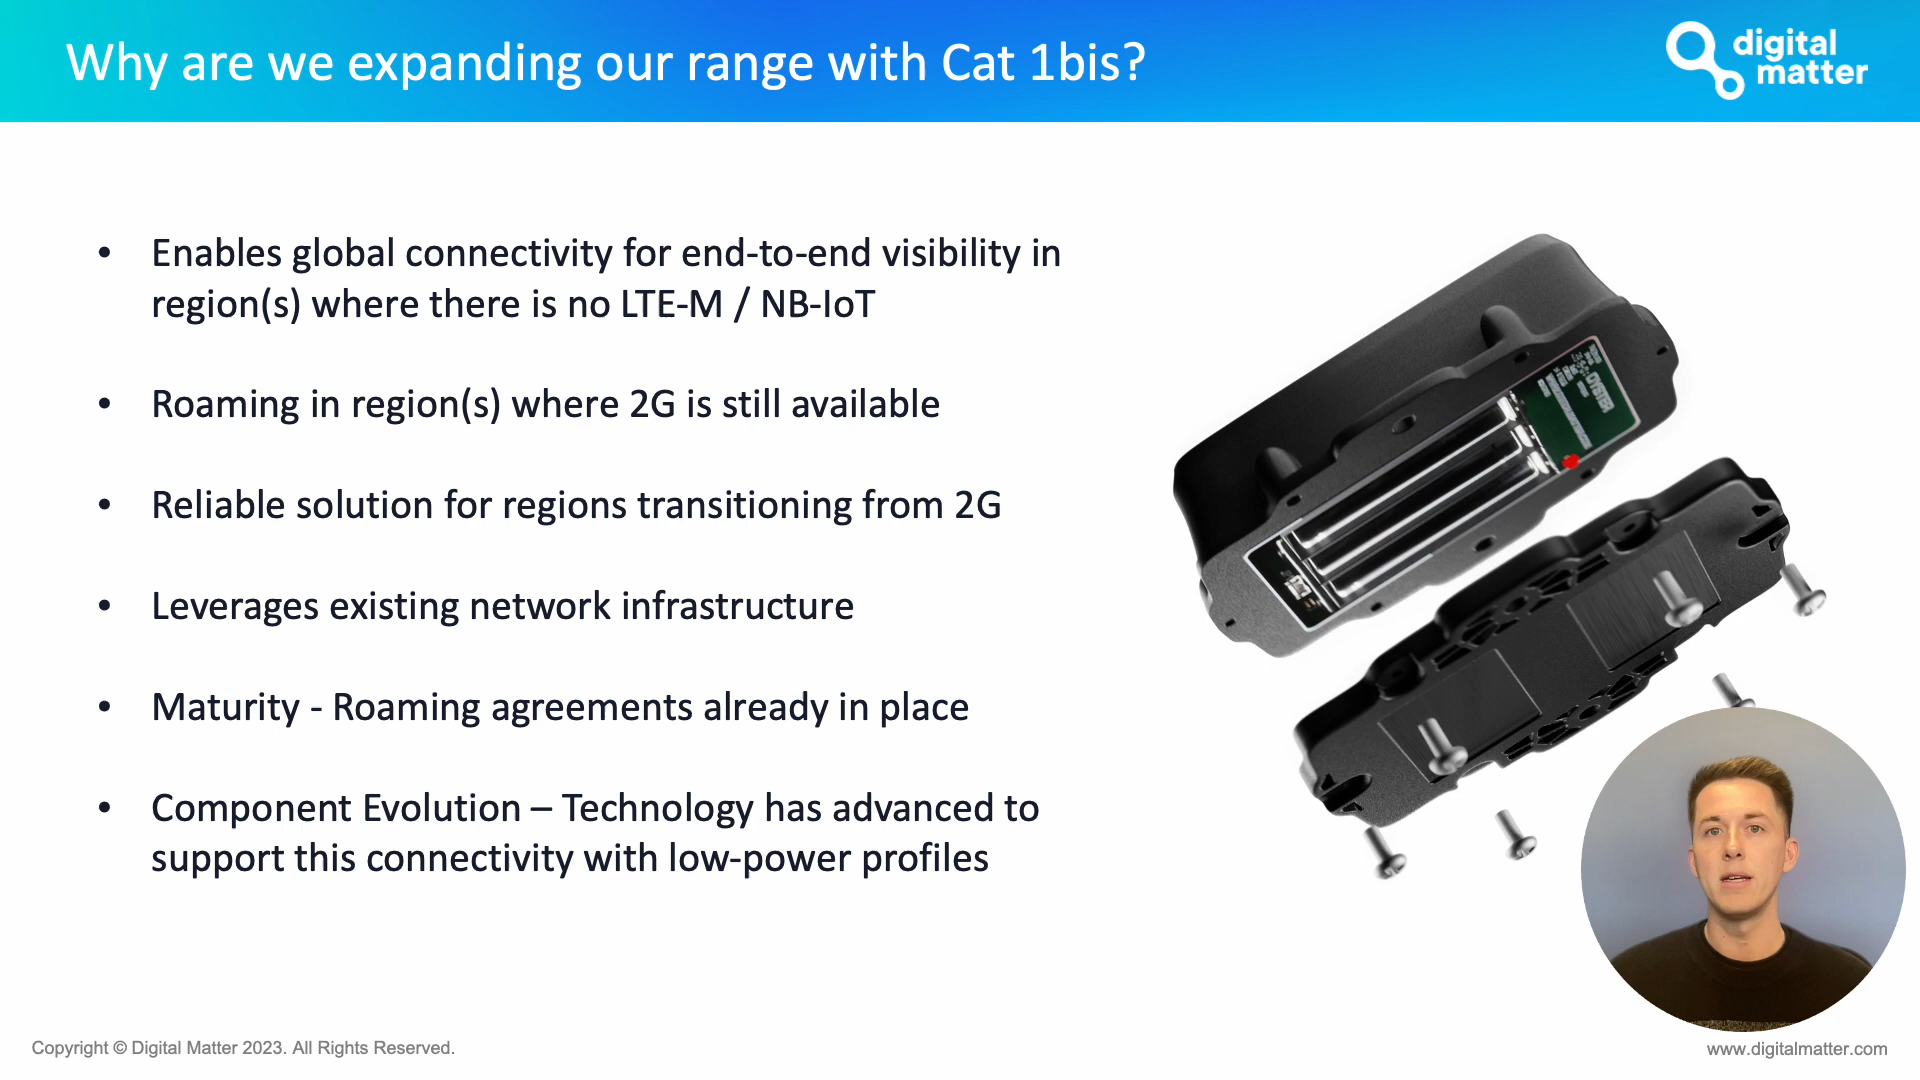 Why are we expanding our range with Cat 1bis?
digital
matter
• Enables global connectivity for end-to-end visibility in
region(s) where there is no LTE-M / NB-IoT
• Roaming in region(s) where 2G is still available
• Reliable solution for regions transitioning from 2G
• Leverages existing network infrastructure
• Maturity - Roaming agreements already in place
• Component Evolution – Technology has advanced to
support this connectivity with low-power profiles
OYSTER
Copyright © Digital Matter 2023. All Rights Reserved.
www.digitalmatter.com